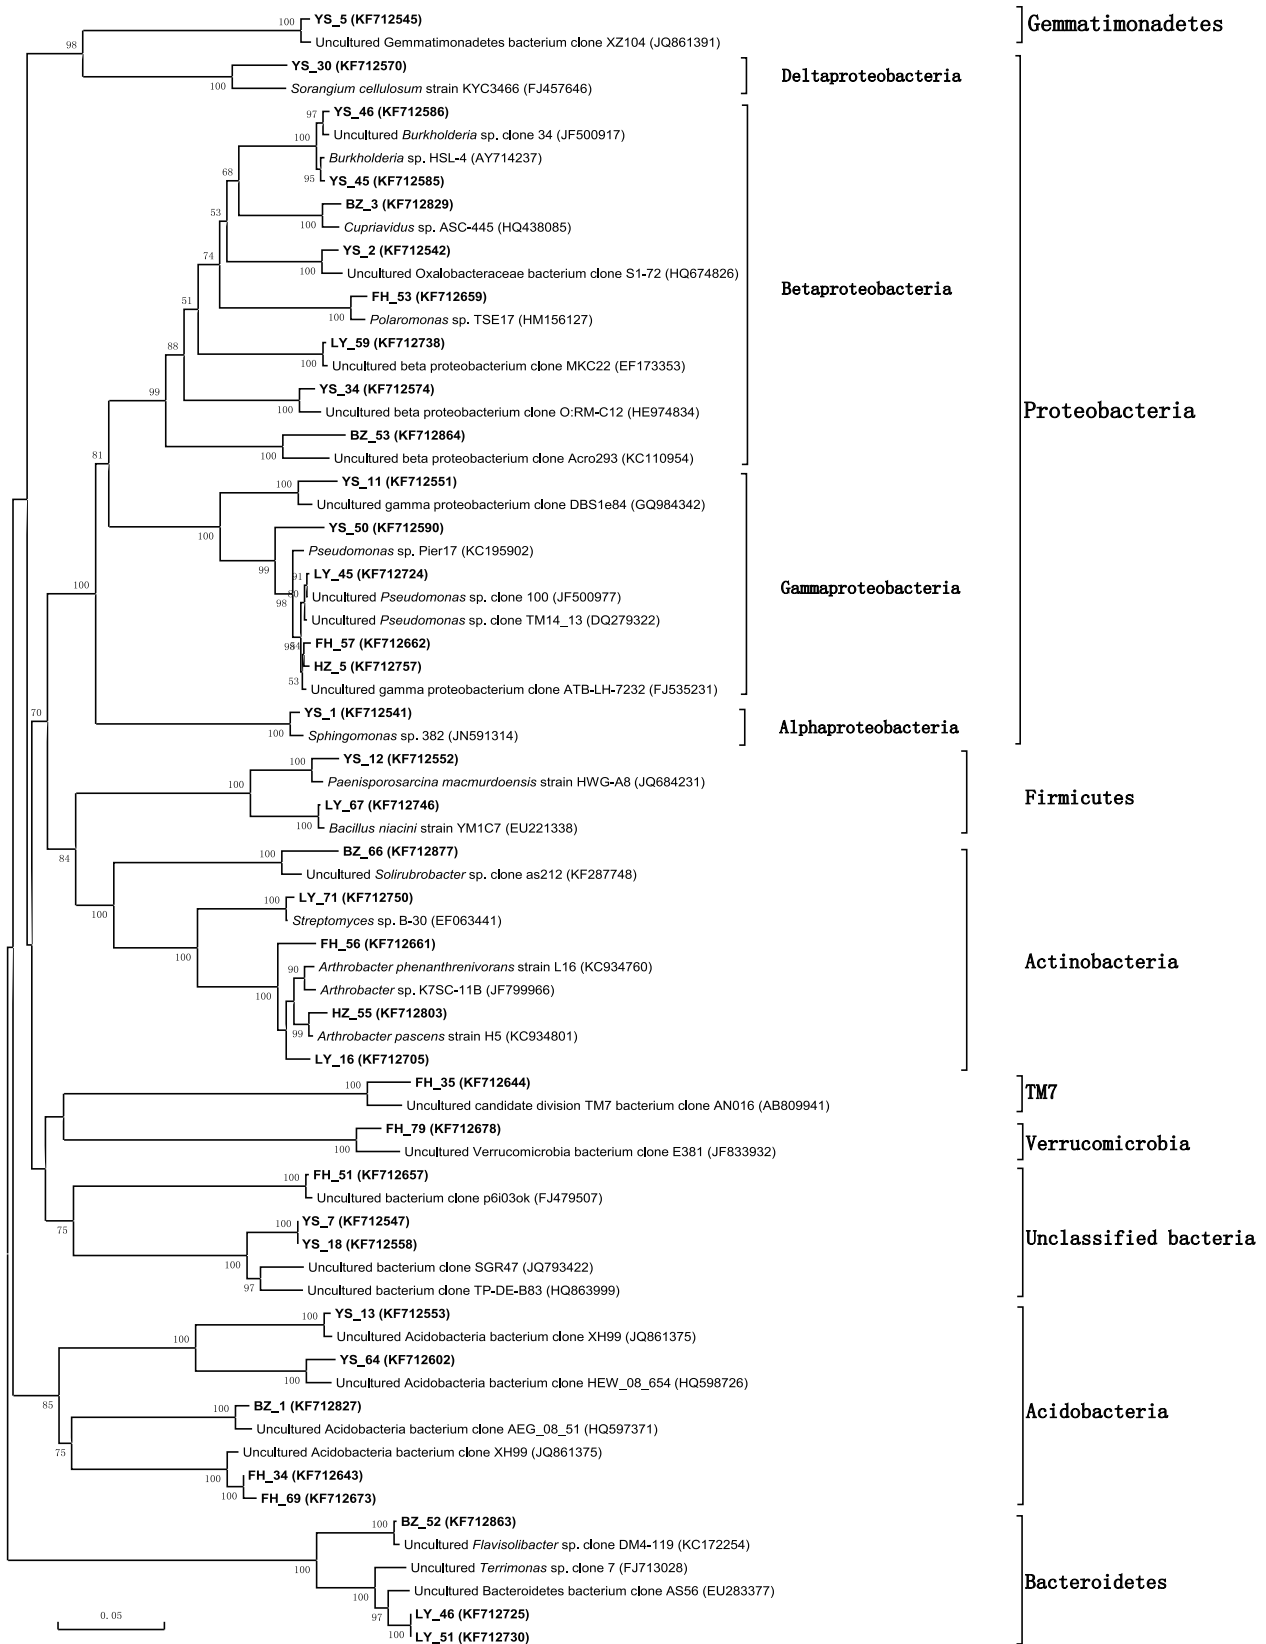 YS_5 (KF712545)
Uncultured Gemmatimonadetes bacterium clone XZ104 (JQ861391)
YS_30 (KF712570)
Sorangium cellulosum strain KYC3466 (FJ457646)
YS_46 (KF712586)
Uncultured Burkholderia sp. clone 34 (JF500917)
Burkholderia sp. HSL-4 (AY714237)
YS_45 (KF712585)
BZ_3 (KF712829)
Cupriavidus sp. ASC-445 (HQ438085)
YS_2 (KF712542)
Uncultured Oxalobacteraceae bacterium clone S1-72 (HQ674826)
FH_53 (KF712659)
Polaromonas sp. TSE17 (HM156127)
LY_59 (KF712738)
Uncultured beta proteobacterium clone MKC22 (EF173353)
YS_34 (KF712574)
Uncultured beta proteobacterium clone O:RM-C12 (HE974834)
BZ_53 (KF712864)
Uncultured beta proteobacterium clone Acro293 (KC110954)
YS_11 (KF712551)
Uncultured gamma proteobacterium clone DBS1e84 (GQ984342)
YS_50 (KF712590)
Pseudomonas sp. Pier17 (KC195902)
LY_45 (KF712724)
Uncultured Pseudomonas sp. clone 100 (JF500977)
Uncultured Pseudomonas sp. clone TM14_13 (DQ279322)
FH_57 (KF712662)
HZ_5 (KF712757)
Uncultured gamma proteobacterium clone ATB-LH-7232 (FJ535231)
YS_1 (KF712541)
Sphingomonas sp. 382 (JN591314)
YS_12 (KF712552)
Paenisporosarcina macmurdoensis strain HWG-A8 (JQ684231)
LY_67 (KF712746)
Bacillus niacini strain YM1C7 (EU221338)
BZ_66 (KF712877)
Uncultured Solirubrobacter sp. clone as212 (KF287748)
LY_71 (KF712750)
Streptomyces sp. B-30 (EF063441)
FH_56 (KF712661)
Arthrobacter phenanthrenivorans strain L16 (KC934760)
Arthrobacter sp. K7SC-11B (JF799966)
HZ_55 (KF712803)
Arthrobacter pascens strain H5 (KC934801)
LY_16 (KF712705)
FH_35 (KF712644)
Uncultured candidate division TM7 bacterium clone AN016 (AB809941)
FH_79 (KF712678)
Uncultured Verrucomicrobia bacterium clone E381 (JF833932)
FH_51 (KF712657)
Uncultured bacterium clone p6i03ok (FJ479507)
YS_7 (KF712547)
YS_18 (KF712558)
Uncultured bacterium clone SGR47 (JQ793422)
Uncultured bacterium clone TP-DE-B83 (HQ863999)
YS_13 (KF712553)
Uncultured Acidobacteria bacterium clone XH99 (JQ861375)
YS_64 (KF712602)
Uncultured Acidobacteria bacterium clone HEW_08_654 (HQ598726)
BZ_1 (KF712827)
Uncultured Acidobacteria bacterium clone AEG_08_51 (HQ597371)
Uncultured Acidobacteria bacterium clone XH99 (JQ861375)
FH_34 (KF712643)
FH_69 (KF712673)
BZ_52 (KF712863)
Uncultured Flavisolibacter sp. clone DM4-119 (KC172254)
Uncultured Terrimonas sp. clone 7 (FJ713028)
Uncultured Bacteroidetes bacterium clone AS56 (EU283377)
LY_46 (KF712725)
LY_51 (KF712730)
Deltaproteobacteria
Betaproteobacteria
Gammaproteobacteria
Alphaproteobacteria
Gemmatimonadetes
Proteobacteria
Firmicutes
Actinobacteria
TM7
Verrucomicrobia
Unclassified bacteria
Acidobacteria
Bacteroidetes
100
98
100
97
100
95
68
100
53
100
74
100
51
100
88
100
99
100
81
100
100
99
98
91
53
100
100
70
100
100
100
84
100
100
100
100
90
100
99
100
100
100
75
100
100
97
100
100
100
85
100
75
100
100
100
100
100
97
100
0.05